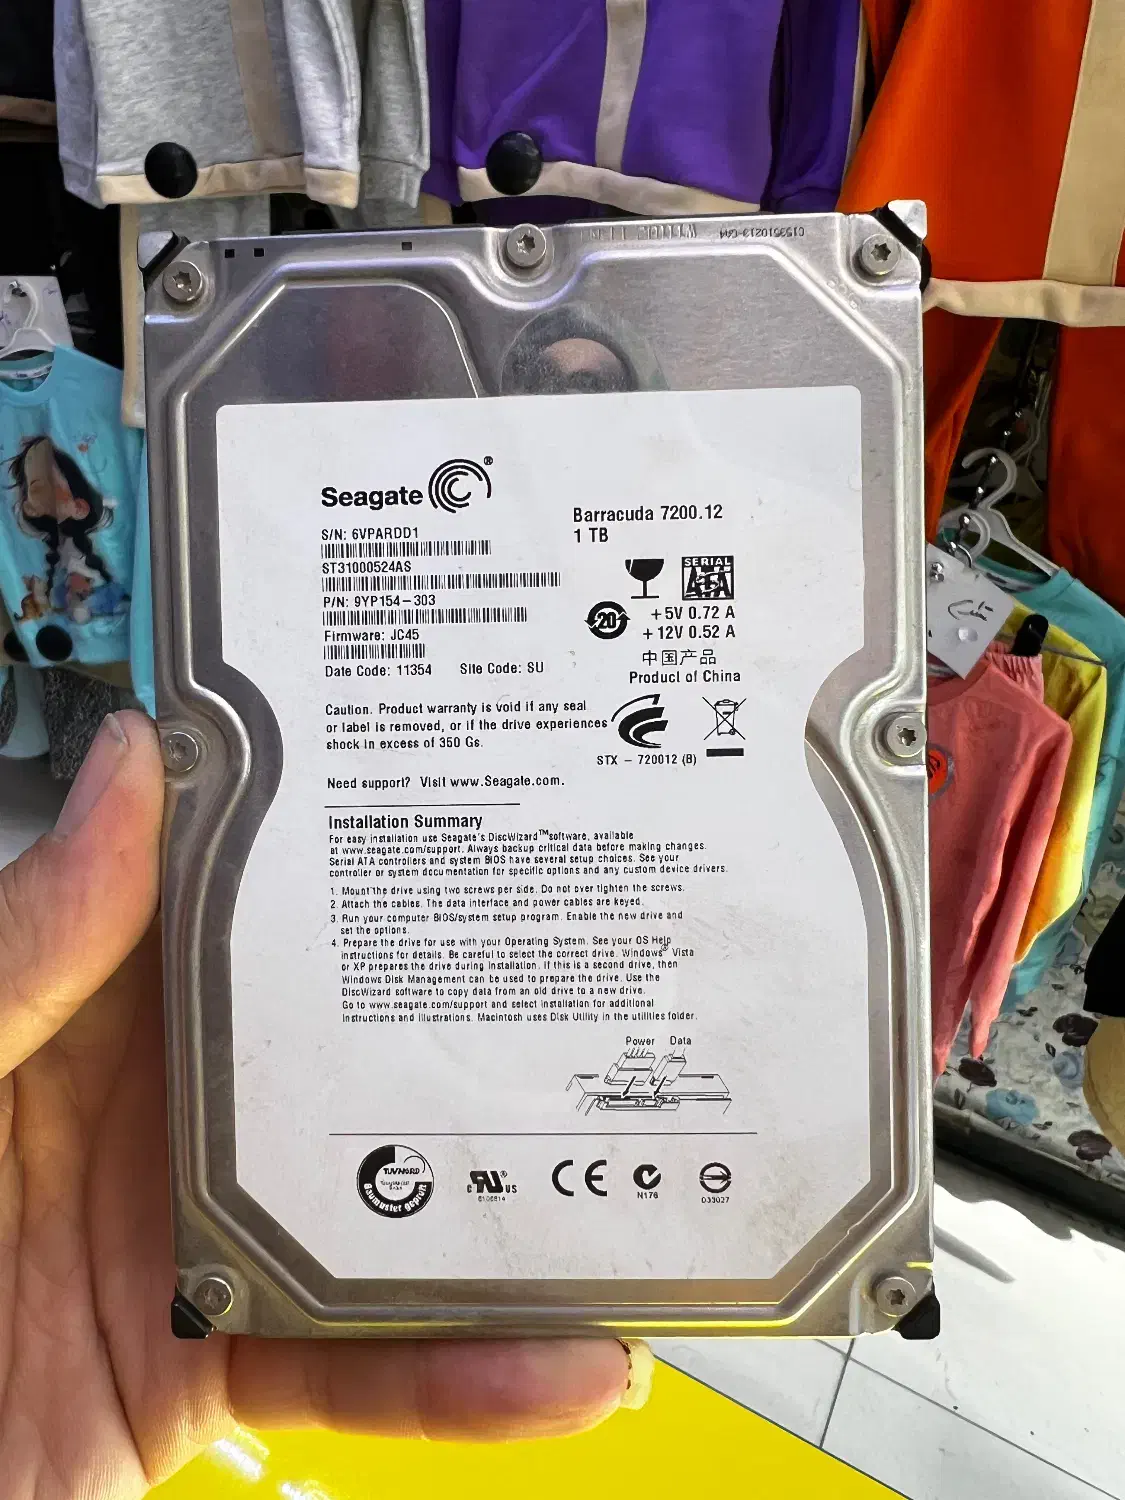 C153510213-CA4
Seagate ®
S/N: 6VPARDD1
ST31000524AS
P/N: 9YP154-303
Firmware: JC45
Date Code: 11354 Site Code: SU
Barracuda 7200.12
1 TB
SERIAL
ATA
20
+5V 0.72 A
+12V 0.52 A
中国产品
Product of China
Caution. Product warranty is void if any seal
or label is removed, or if the drive experiences
shock in excess of 350 Gs.
STX - 720012 (B)
Need support? Visit www.Seagate.com.
Installation Summary
For easy installation use Seagate's DiscWizard™software, available
at www.seagate.com/support. Always backup critical data before making changes.
Serial ATA controllers and system BIOS have several setup choices. See your
controller or system documentation for specific options and any custom device drivers.
1. Mount the drive using two screws per side. Do not over tighten the screws.
2. Attach the cables. The data interface and power cables are keyed.
3. Run your computer BIOS/system setup program. Enable the new drive and
set the options.
4. Prepare the drive for use with your Operating System. See your OS Help
instructions for details. Be careful to select the correct drive. Windows® Vista
or XP prepares the drive during installation. If this is a second drive, then
Windows Disk Management can be used to prepare the drive. Use the
DiscWizard software to copy data from an old drive to a new drive.
Go to www.seagate.com/support and select installation for additional
instructions and illustrations. Macintosh uses Disk Utility in the utilities folder.
Power Data
TUV NORD
Baumuster geprüft
C RU ® US
CE
N176
D33027